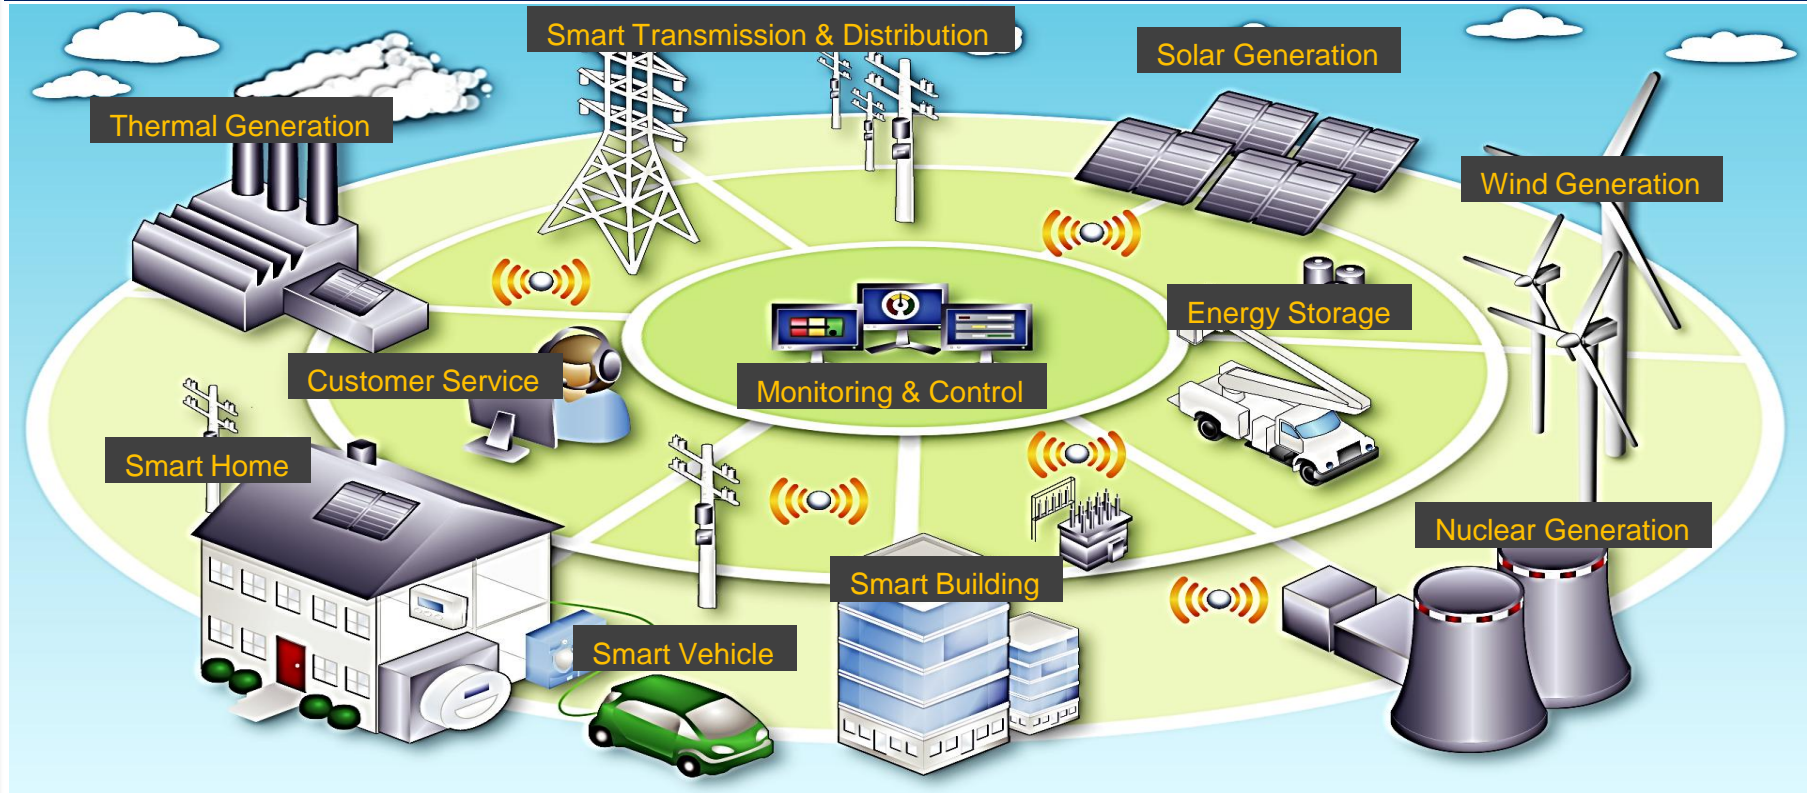 Smart Transmission & Distribution
Solar Generation
Thermal Generation
Wind Generation
Energy Storage
Customer Service
Monitoring & Control
Smart Home
Nuclear Generation
Smart Building
Smart Vehicle